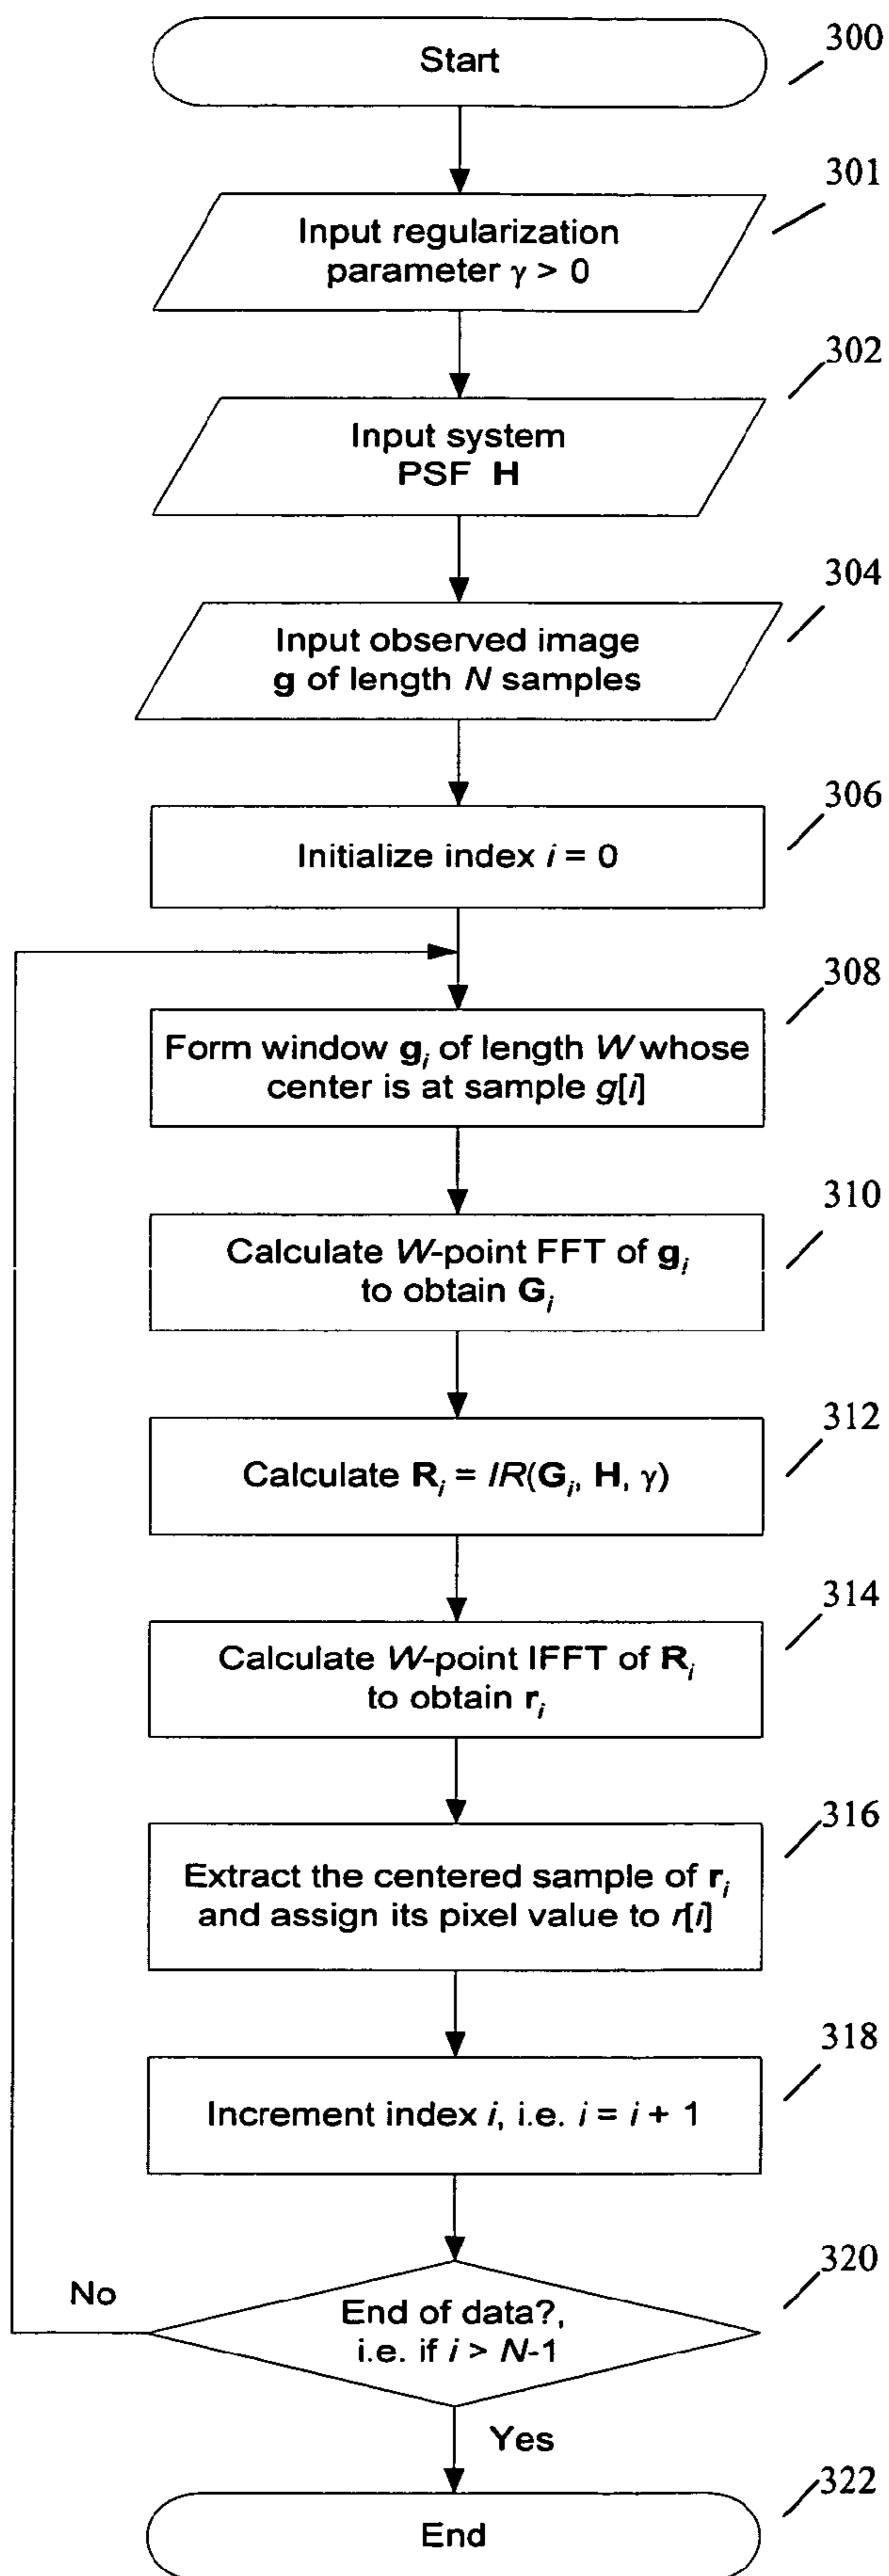 Start
300
301
Input regularization
parameter γ > 0
302
Input system
PSF H
304
Input observed image
g of length N samples
306
Initialize index i = 0
308
Form window gᵢ of length W whose
center is at sample g[i]
310
Calculate W-point FFT of gᵢ
to obtain Gᵢ
312
Calculate Rᵢ = IR(Gᵢ, H, γ)
314
Calculate W-point IFFT of Rᵢ
to obtain rᵢ
316
Extract the centered sample of rᵢ
and assign its pixel value to r[i]
318
Increment index i, i.e. i = i + 1
320
No
End of data?,
i.e. if i > N-1
Yes
322
End